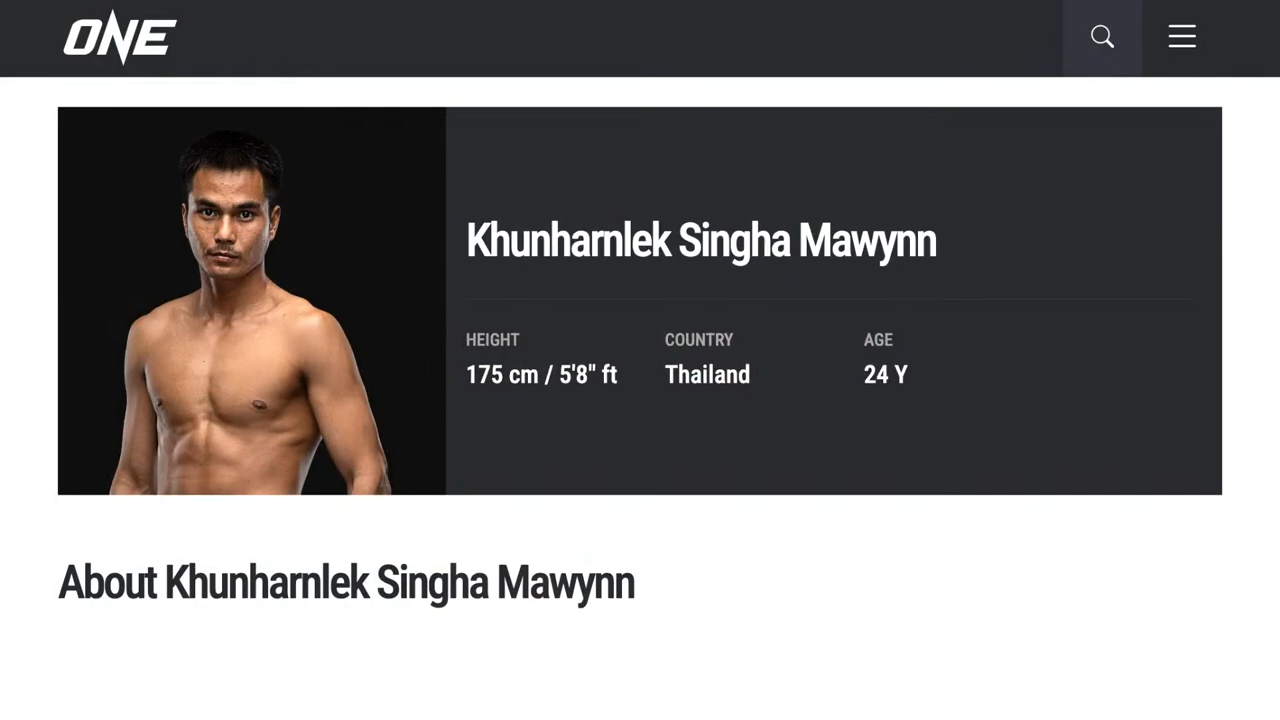 ONE
Khunharnlek Singha Mawynn
HEIGHT COUNTRY AGE
175 cm / 5'8" ft Thailand 24 Y
About Khunharnlek Singha Mawynn